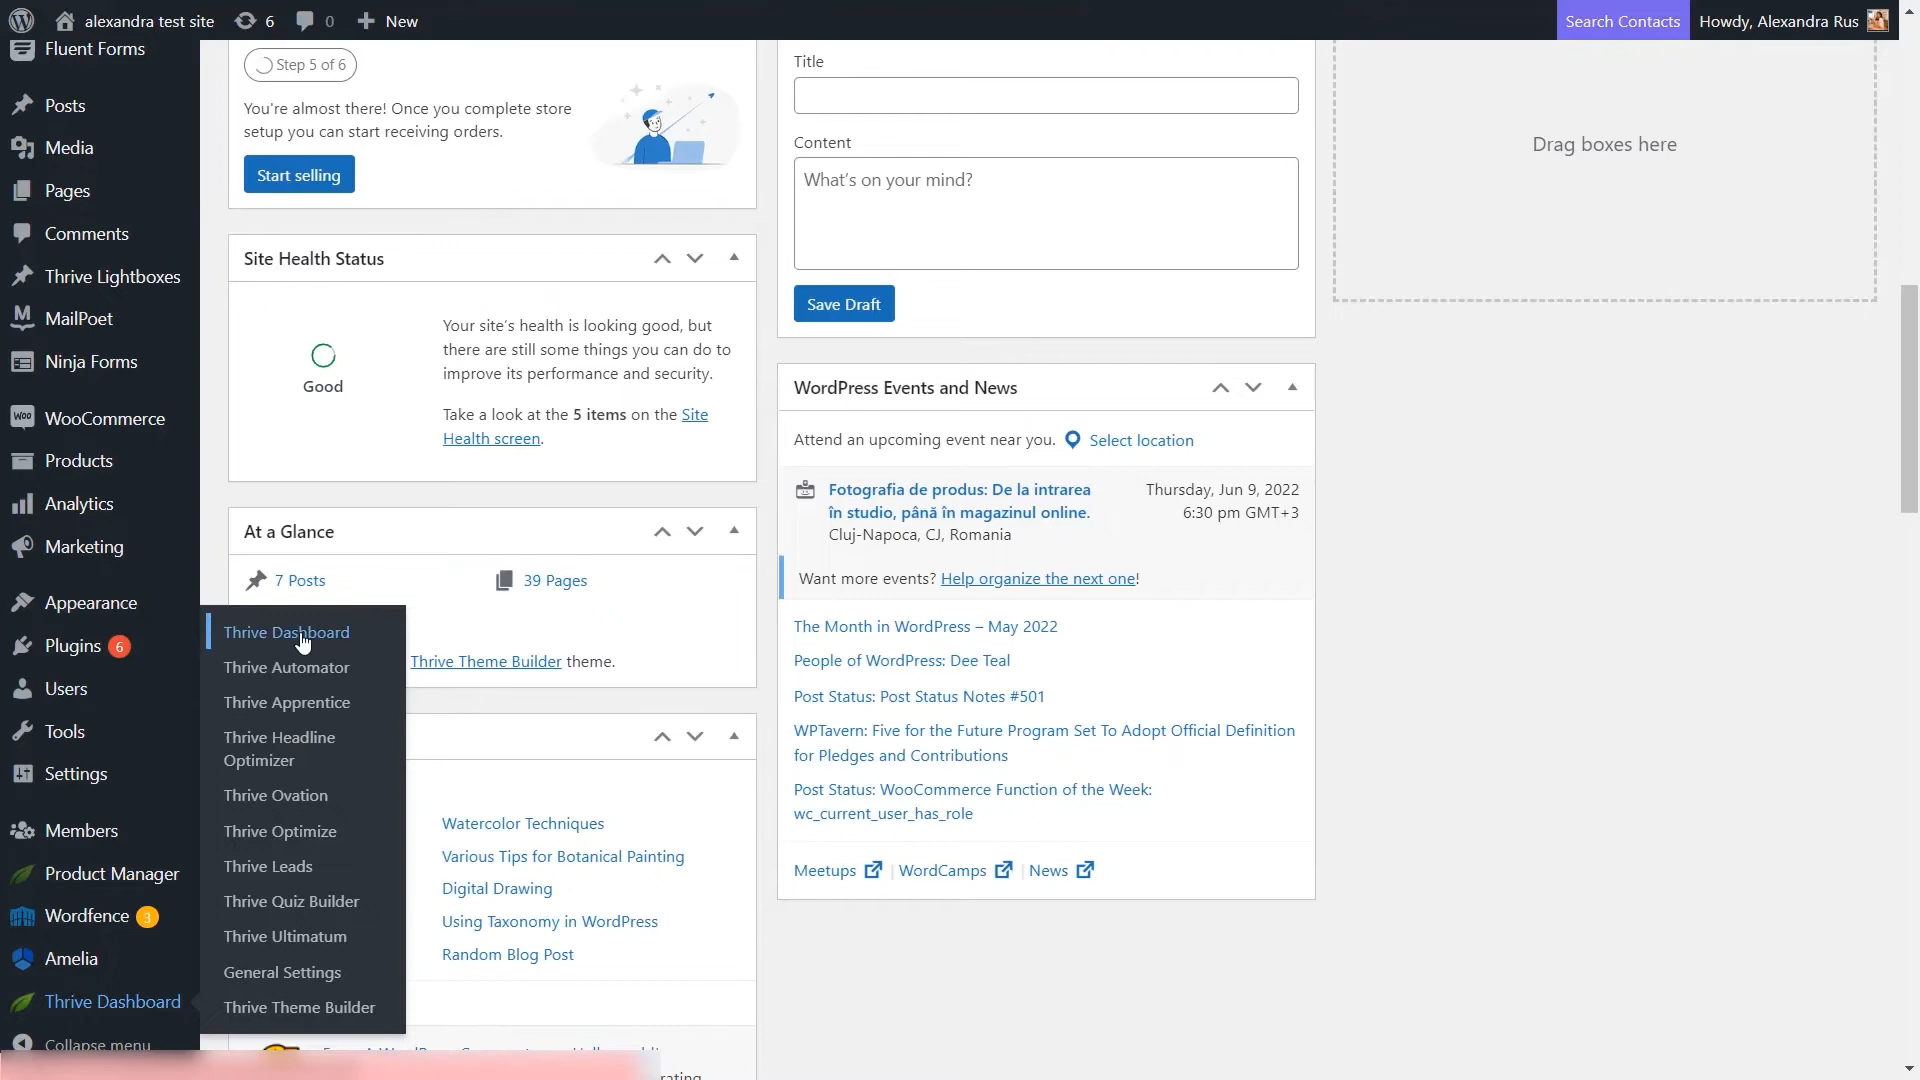 alexandra test site
6
0
New
Search Contacts
Howdy, Alexandra Rus
Fluent Forms
Posts
Media
Pages
Comments
Thrive Lightboxes
MailPoet
Ninja Forms
WooCommerce
Products
Analytics
Marketing
Appearance
Plugins 6
Users
Tools
Settings
Members
Product Manager
Wordfence 3
Amelia
Thrive Dashboard
Collapse menu
Thrive Dashboard
Thrive Automator
Thrive Apprentice
Thrive Headline
Optimizer
Thrive Ovation
Thrive Optimize
Thrive Leads
Thrive Quiz Builder
Thrive Ultimatum
General Settings
Thrive Theme Builder
Step 5 of 6
You're almost there! Once you complete store
setup you can start receiving orders.
Start selling
Site Health Status
Good
Your site's health is looking good, but
there are still some things you can do to
improve its performance and security.
Take a look at the 5 items on the Site
Health screen.
At a Glance
7 Posts
39 Pages
Thrive Theme Builder theme.
Watercolor Techniques
Various Tips for Botanical Painting
Digital Drawing
Using Taxonomy in WordPress
Random Blog Post
Title
Content
What's on your mind?
Save Draft
WordPress Events and News
Attend an upcoming event near you.
Select location
Fotografia de produs: De la intrarea
în studio, până în magazinul online.
Cluj-Napoca, CJ, Romania
Thursday, Jun 9, 2022
6:30 pm GMT+3
Want more events? Help organize the next one!
The Month in WordPress – May 2022
People of WordPress: Dee Teal
Post Status: Post Status Notes #501
WPTavern: Five for the Future Program Set To Adopt Official Definition
for Pledges and Contributions
Post Status: WooCommerce Function of the Week:
wc_current_user_has_role
Meetups | WordCamps | News
Drag boxes here